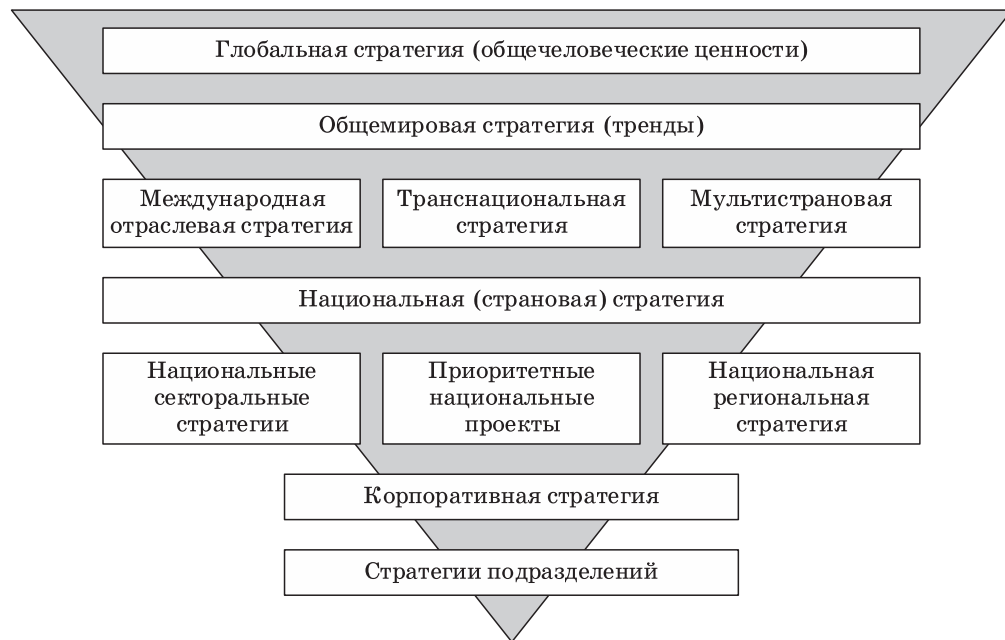 Глобальная стратегия (общечеловеческие ценности)
Общемировая стратегия (тренды)
Международная
отраслевая стратегия
Транснациональная
стратегия
Мультистрановая
стратегия
Национальная (страновая) стратегия
Национальные
секторальные
стратегии
Приоритетные
национальные
проекты
Национальная
региональная
стратегия
Корпоративная стратегия
Стратегии подразделений